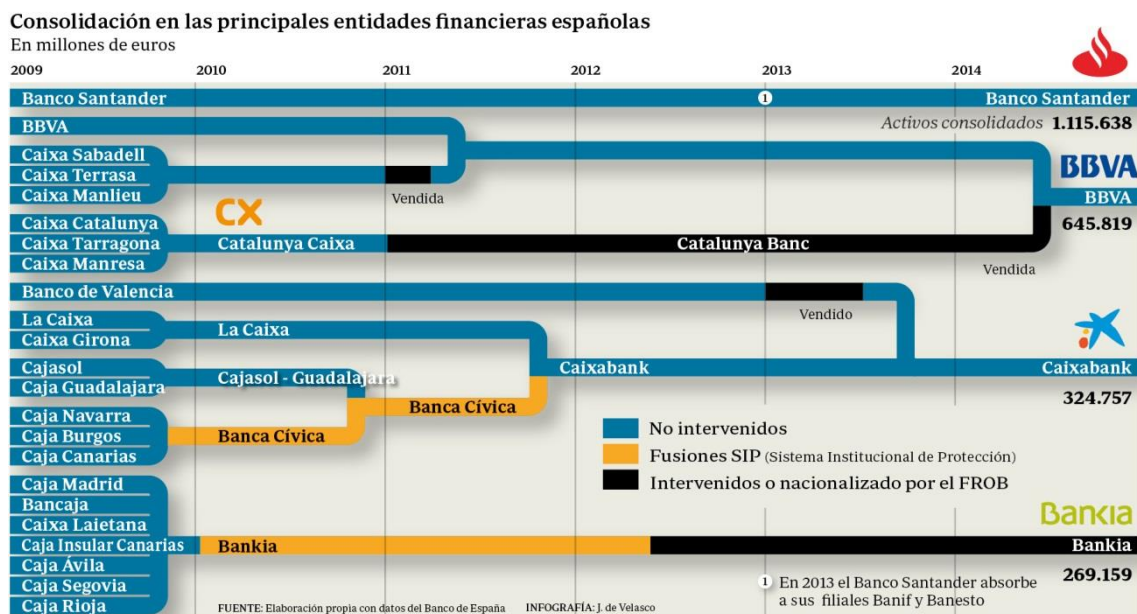 Consolidación en las principales entidades financieras españolas
En millones de euros
2009 2010 2011 2012 2013 2014
Banco Santander 1 Banco Santander
Activos consolidados 1.115.638
BBVA
Caixa Sabadell
Caixa Terrasa
Caixa Manlieu
Vendida
BBVA
BBVA
645.819
CX
Caixa Catalunya
Caixa Tarragona
Caixa Manresa
Catalunya Caixa
Catalunya Banc
Vendida
Banco de Valencia
Vendido
La Caixa
Caixa Girona
La Caixa
Cajasol
Caja Guadalajara
Cajasol - Guadalajara
Caixabank
Caixabank
324.757
Banca Cívica
Caja Navarra
Caja Burgos
Caja Canarias
Banca Cívica
No intervenidos
Fusiones SIP (Sistema Institucional de Protección)
Intervenidos o nacionalizado por el FROB
Caja Madrid
Bancaja
Caixa Laietana
Caja Insular Canarias
Caja Ávila
Caja Segovia
Caja Rioja
Bankia
Bankia
Bankia
269.159
1 En 2013 el Banco Santander absorbe
a sus filiales Banif y Banesto
FUENTE: Elaboración propia con datos del Banco de España INFOGRAFÍA: J. de Velasco